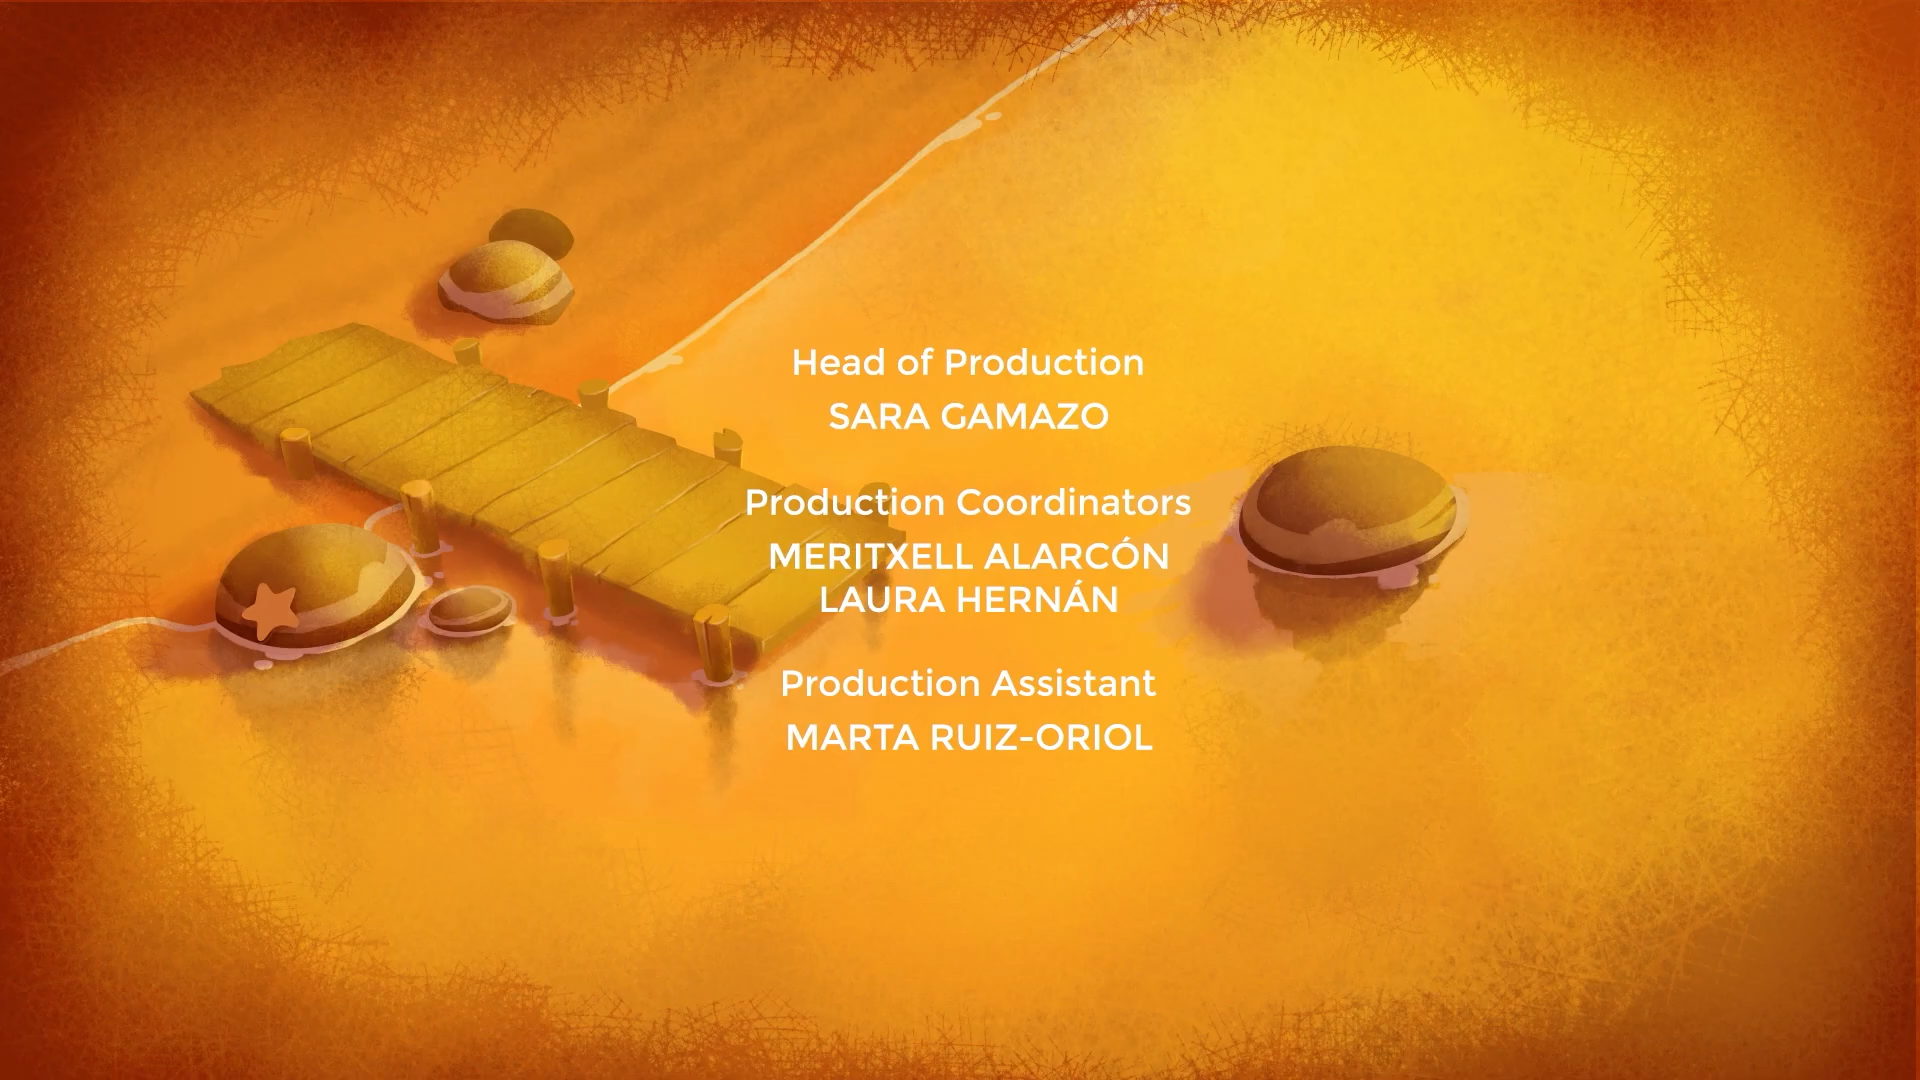 Head of Production
SARA GAMAZO
Production Coordinators
MERITXELL ALARCÓN
LAURA HERNÁN
Production Assistant
MARTA RUIZ-ORIOL